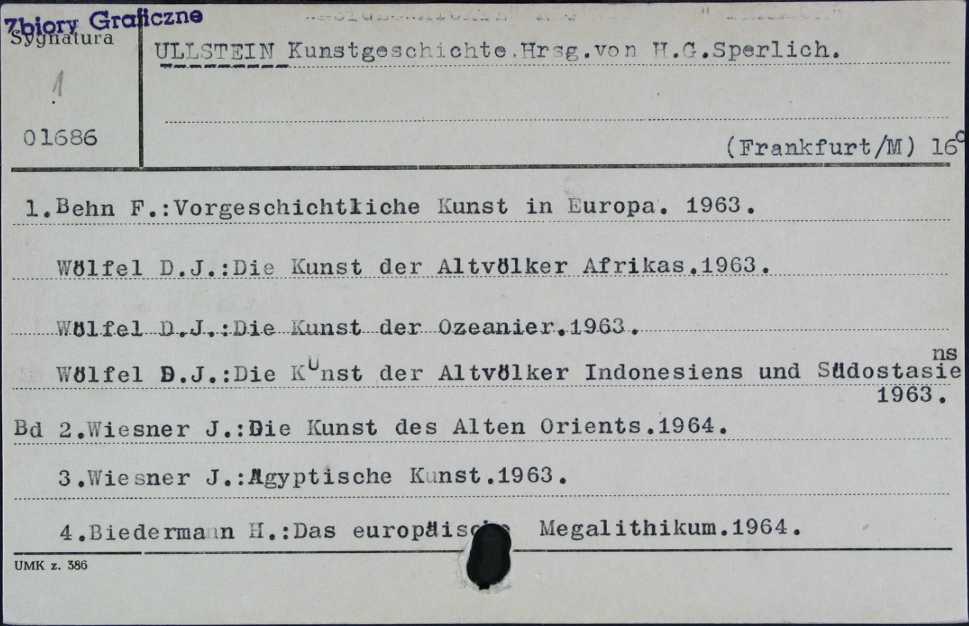 Zbiory Graficzne
Sygnatura
1
01686
ULLSTEIN Kunstgeschichte.Hrsg.von H.G.Sperlich.
(Frankfurt/M) 16°
1.Behn F.:Vorgeschichtliche Kunst in Europa. 1963.
Wölfel D.J.:Die Kunst der Altvölker Afrikas.1963.
Wölfel D.J.:Die Kunst der Ozeanier.1963.
Wölfel D.J.:Die Kunst der Altvölker Indonesiens und Südostasiens
1963.
Bd 2.Wiesner J.:Die Kunst des Alten Orients.1964.
3.Wiesner J.:Ägyptische Kunst.1963.
4.Biedermann H.:Das europäische Megalithikum.1964.
UMK z. 386